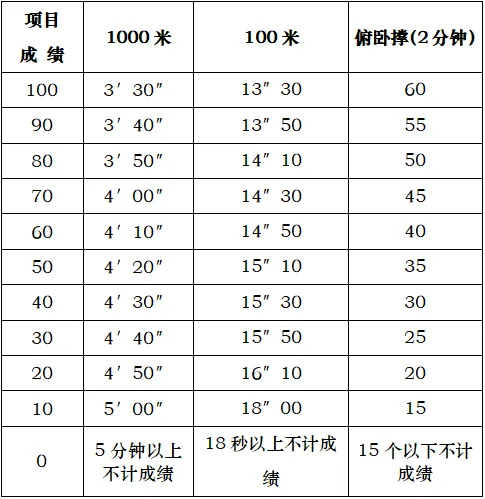 项目 1000米 100米 俯卧撑(2分钟)
成 绩
100 3′ 30″ 13″ 30 60
90 3′ 40″ 13″ 50 55
80 3′ 50″ 14″ 10 50
70 4′ 00″ 14″ 30 45
60 4′ 10″ 14″ 50 40
50 4′ 20″ 15″ 10 35
40 4′ 30″ 15″ 30 30
30 4′ 40″ 15″ 50 25
20 4′ 50″ 16″ 10 20
10 5′ 00″ 18″ 00 15
0 5分钟以上 18秒以上不计成 15个以下不计
不计成绩 绩 成绩